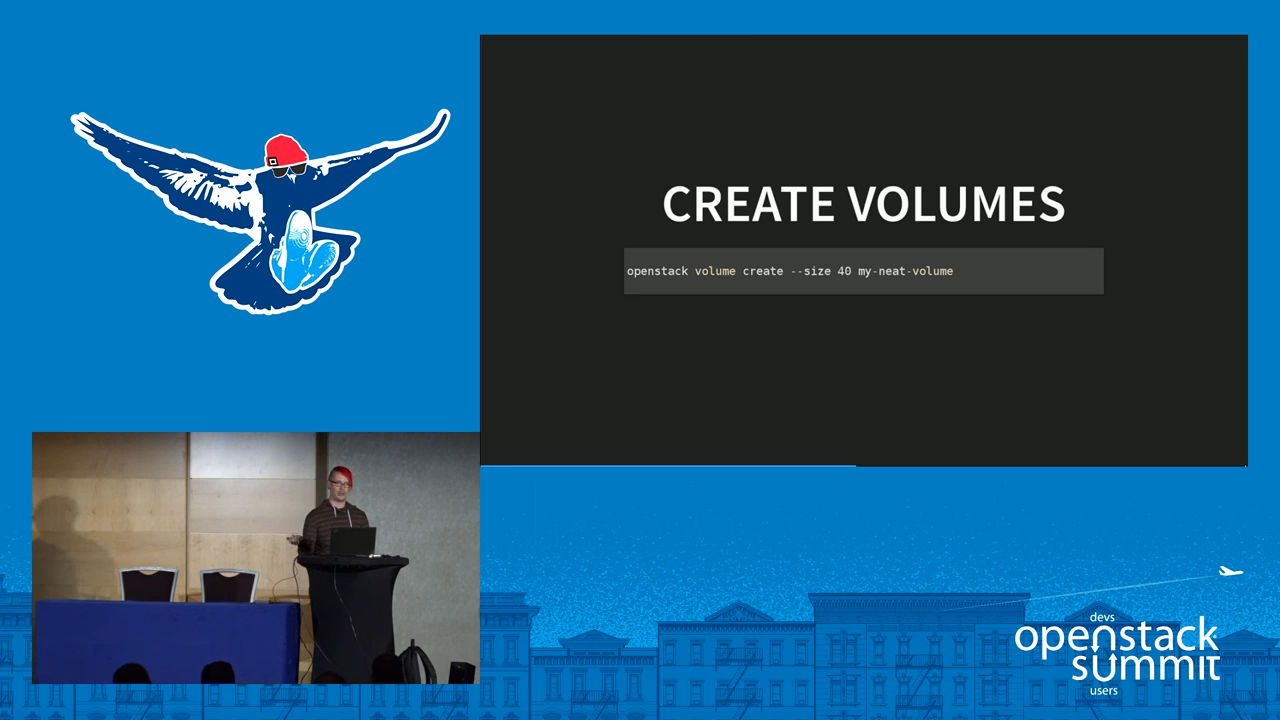 CREATE VOLUMES
openstack volume create --size 40 my-neat-volume
devs
openstack
summit
users